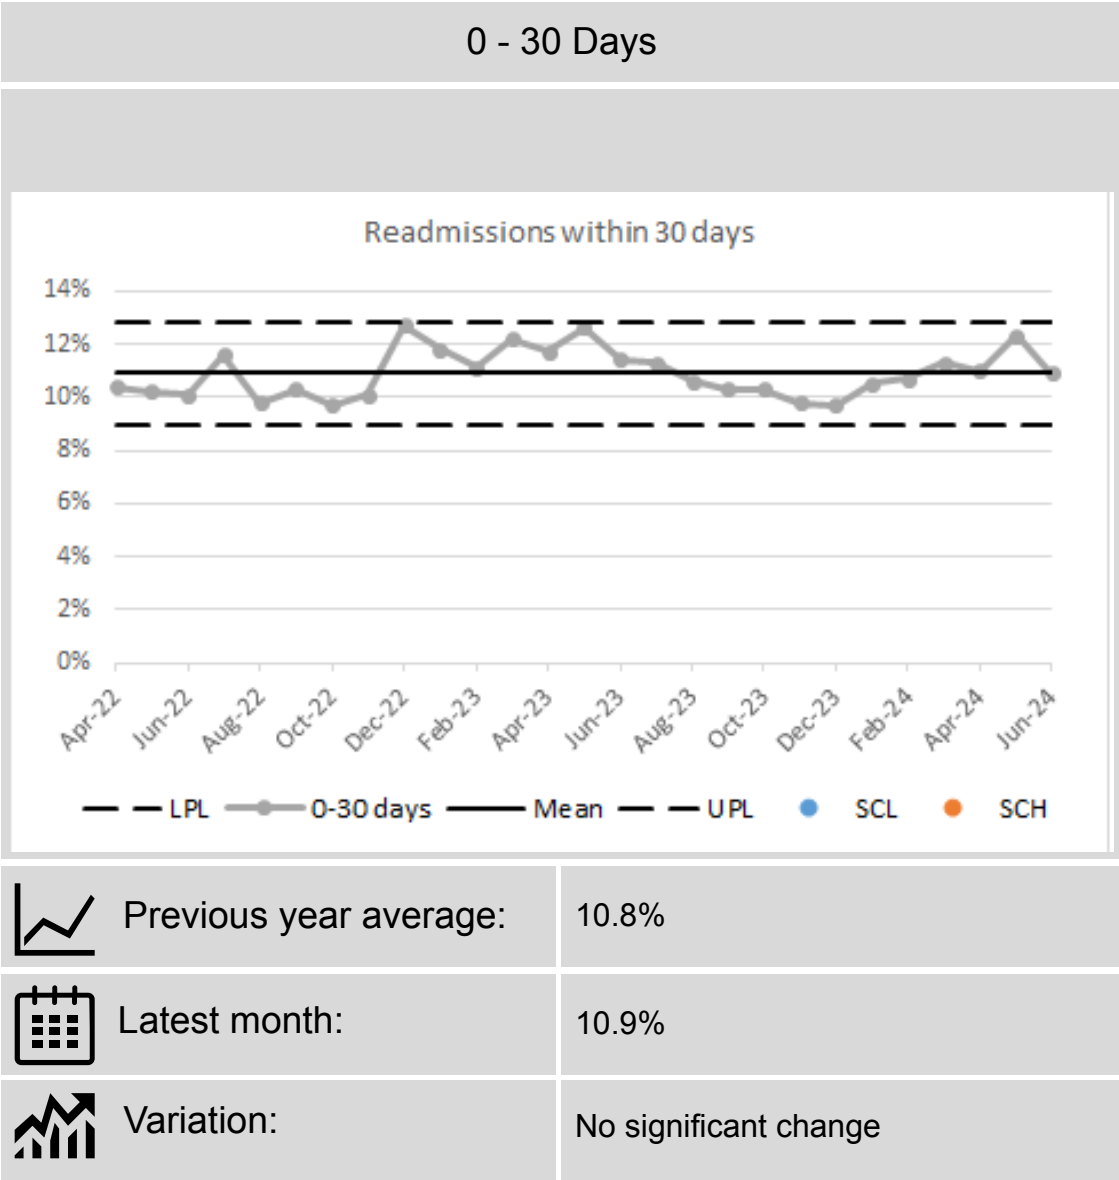 0 - 30 Days
Readmissions within 30 days
14%
12%
10%
8%
6%
4%
2%
0%
Apr-22 Jun-22 Aug-22 Oct-22 Dec-22 Feb-23 Apr-23 Jun-23 Aug-23 Oct-23 Dec-23 Feb-24 Apr-24 Jun-24
LPL 0-30 days Mean UPL SCL SCH
Previous year average: 10.8%
Latest month: 10.9%
Variation: No significant change